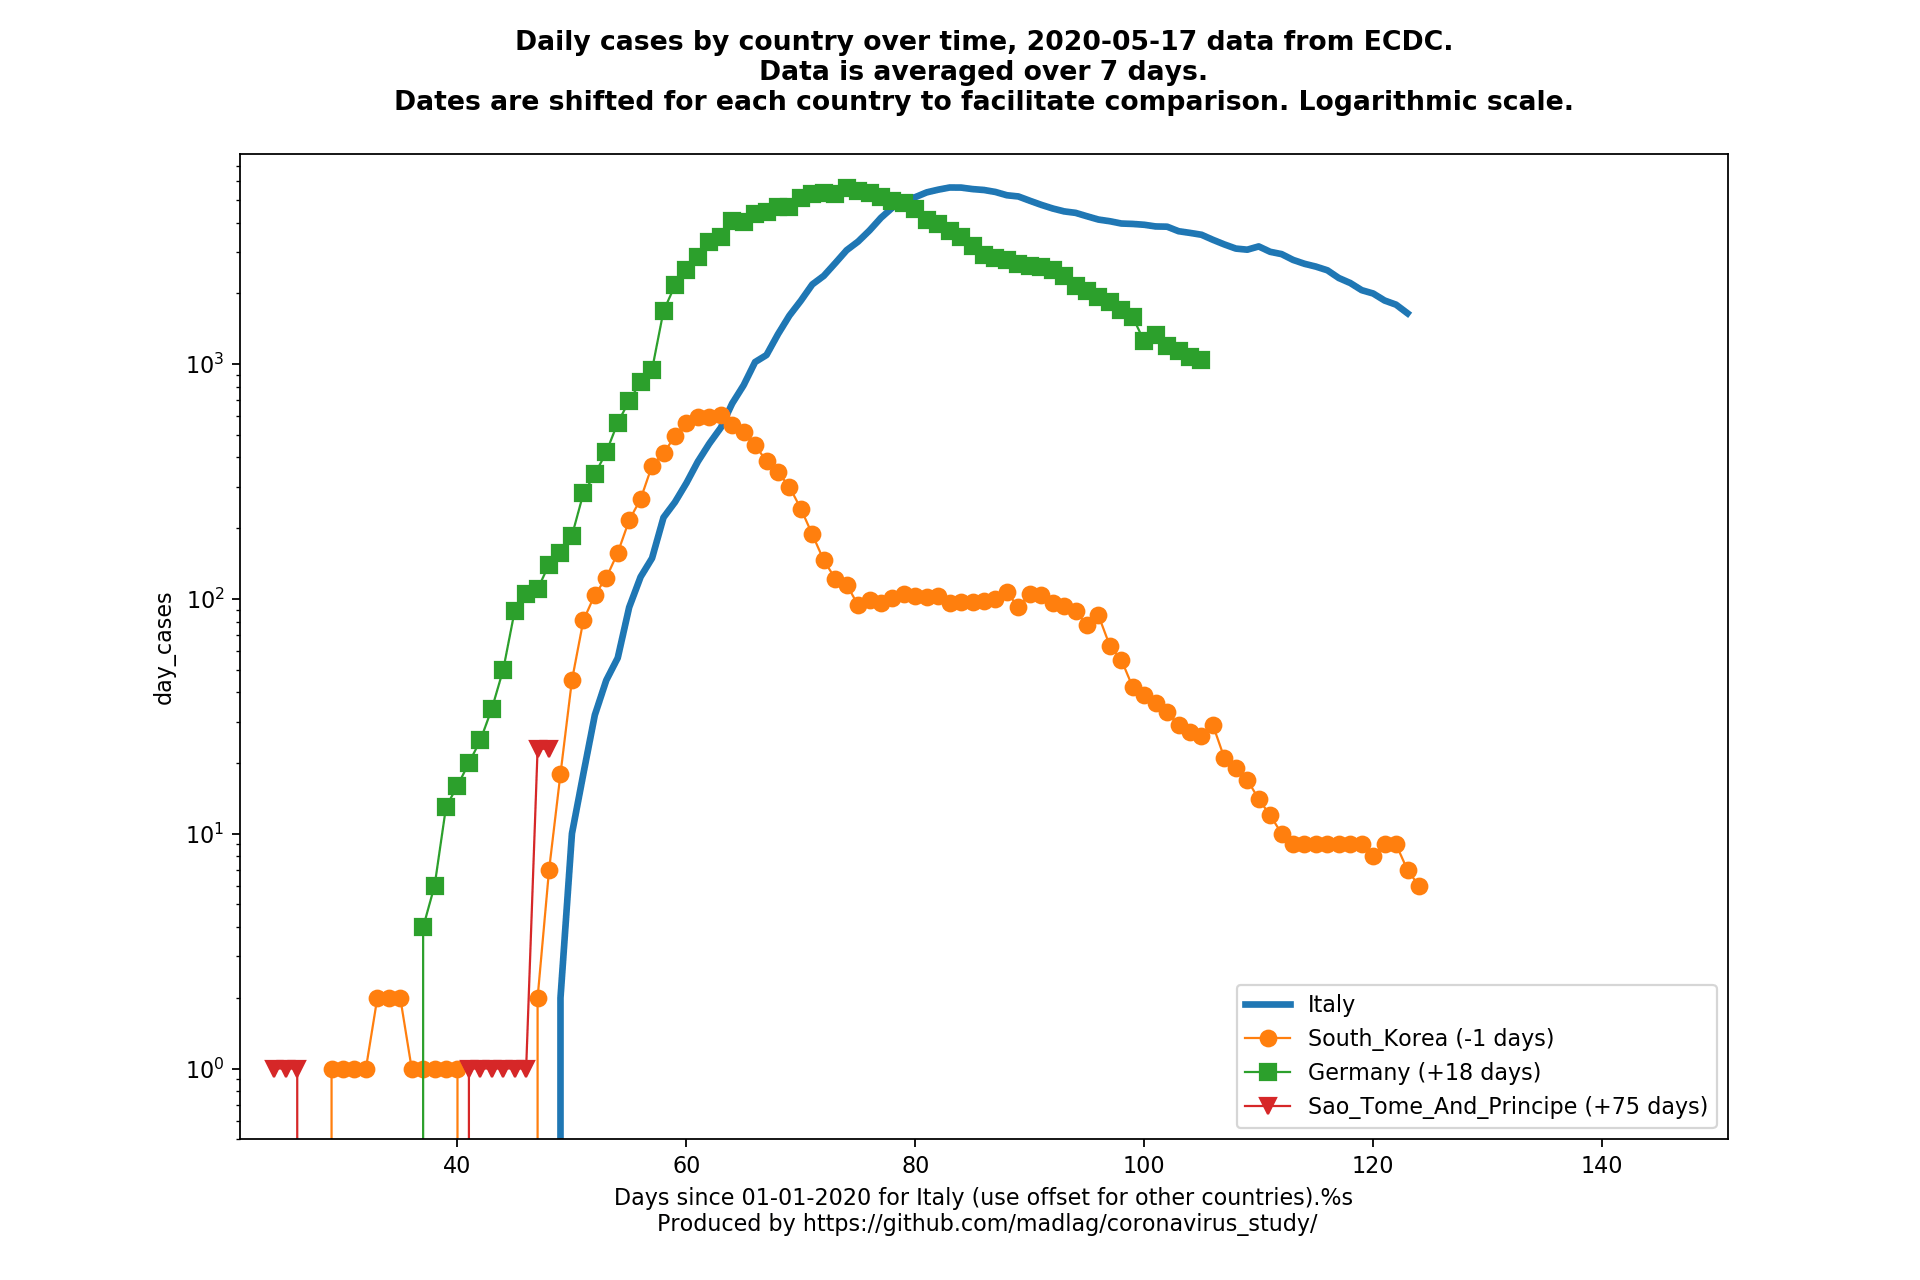 Daily cases by country over time, 2020-05-17 data from ECDC.
Data is averaged over 7 days.
Dates are shifted for each country to facilitate comparison. Logarithmic scale.
day_cases
10³
10²
10¹
10⁰
40 60 80 100 120 140
Italy
South_Korea (-1 days)
Germany (+18 days)
Sao_Tome_And_Principe (+75 days)
Days since 01-01-2020 for Italy (use offset for other countries).%s
Produced by https://github.com/madlag/coronavirus_study/